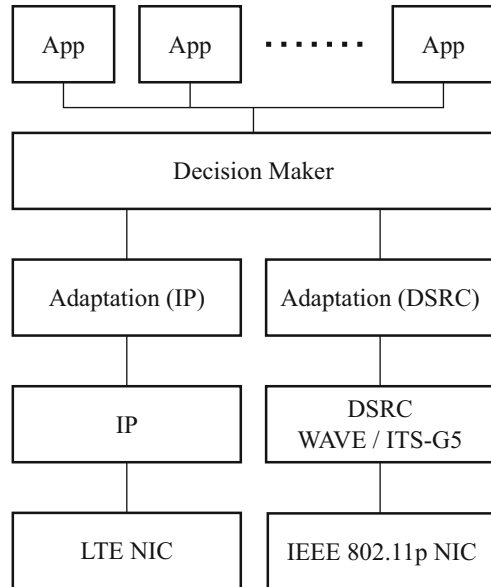 App
App
App
Decision Maker
Adaptation (IP)
Adaptation (DSRC)
IP
DSRC
WAVE / ITS-G5
LTE NIC
IEEE 802.11p NIC